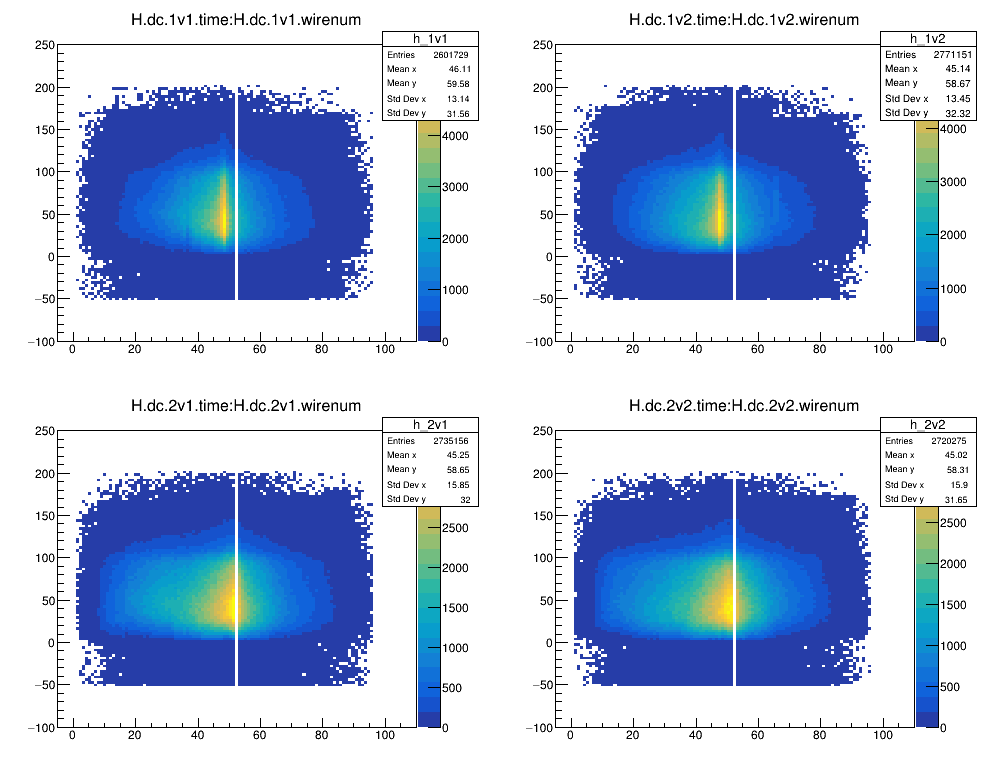 H.dc.1v1.time:H.dc.1v1.wirenum
h_1v1
Entries 2601729
Mean x 46.11
Mean y 59.58
Std Dev x 13.14
Std Dev y 31.56
250
200
150
100
50
0
−50
−100
0 20 40 60 80 100
4000
3000
2000
1000
0
H.dc.1v2.time:H.dc.1v2.wirenum
h_1v2
Entries 2771151
Mean x 45.14
Mean y 58.67
Std Dev x 13.45
Std Dev y 32.32
250
200
150
100
50
0
−50
−100
0 20 40 60 80 100
4000
3000
2000
1000
0
H.dc.2v1.time:H.dc.2v1.wirenum
h_2v1
Entries 2735156
Mean x 45.25
Mean y 58.65
Std Dev x 15.85
Std Dev y 32
250
200
150
100
50
0
−50
−100
0 20 40 60 80 100
2500
2000
1500
1000
500
0
H.dc.2v2.time:H.dc.2v2.wirenum
h_2v2
Entries 2720275
Mean x 45.02
Mean y 58.31
Std Dev x 15.9
Std Dev y 31.65
250
200
150
100
50
0
−50
−100
0 20 40 60 80 100
2500
2000
1500
1000
500
0